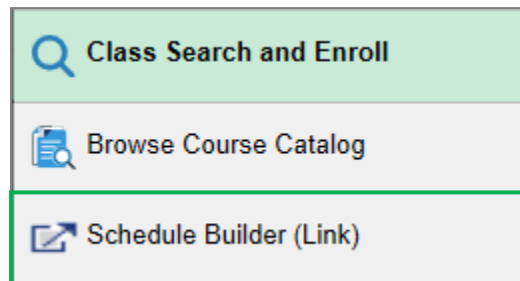 Class Search and Enroll
Browse Course Catalog
Schedule Builder (Link)